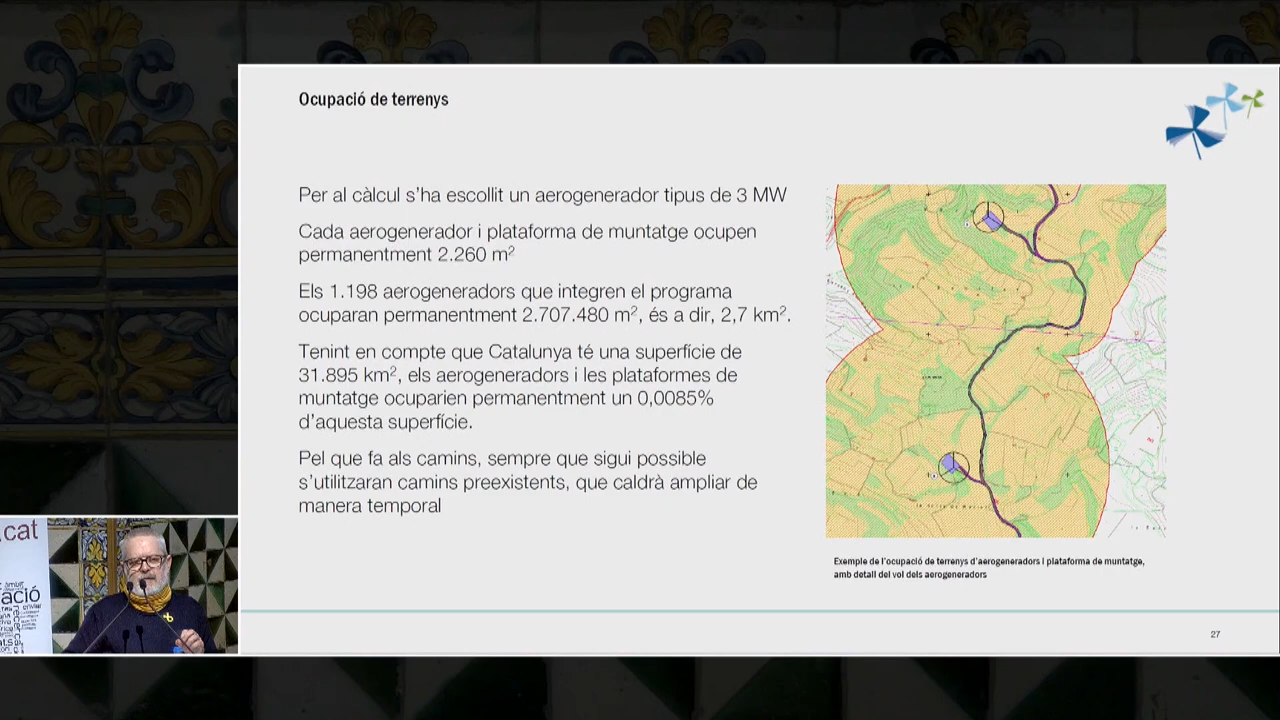 Ocupació de terrenys
Per al càlcul s'ha escollit un aerogenerador tipus de 3 MW
Cada aerogenerador i plataforma de muntatge ocupen
permanentment 2.260 m²
Els 1.198 aerogeneradors que integren el programa
ocuparan permanentment 2.707.480 m², és a dir, 2,7 km².
Tenint en compte que Catalunya té una superfície de
31.895 km², els aerogeneradors i les plataformes de
muntatge ocuparien permanentment un 0,0085%
d'aquesta superfície.
Pel que fa als camins, sempre que sigui possible
s'utilitzaran camins preexistents, que caldrà ampliar de
manera temporal
Exemple de l'ocupació de terrenys d'aerogeneradors i plataforma de muntatge,
amb detall del vol dels aerogeneradors
27
.cat
ació